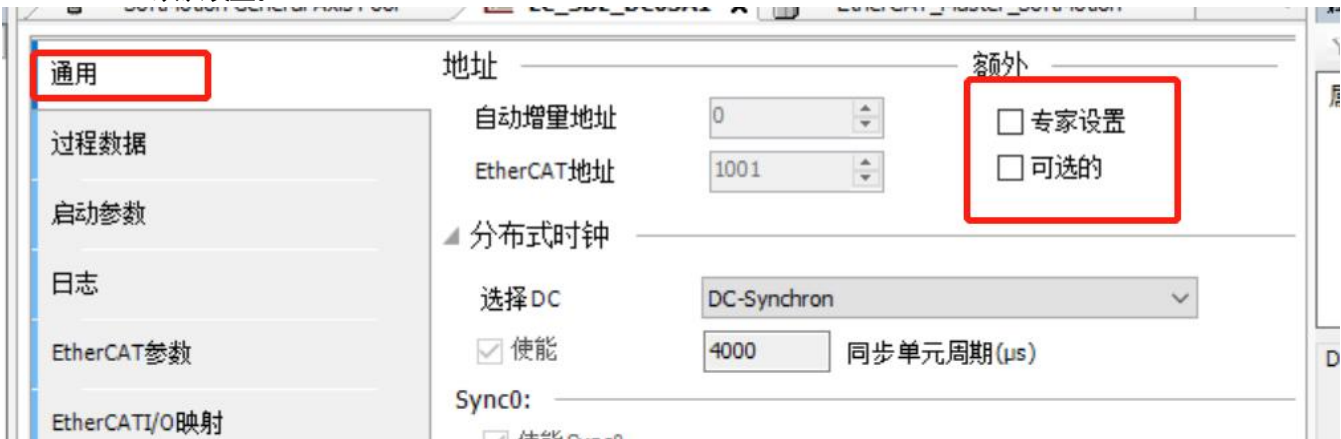 通用
过程数据
启动参数
日志
EtherCAT参数
EtherCATI/O映射
地址
自动增量地址 0
EtherCAT地址 1001
额外
专家设置
可选的
分布式时钟
选择DC DC-Synchron
使能 4000 同步单元周期(μs)
Sync0: